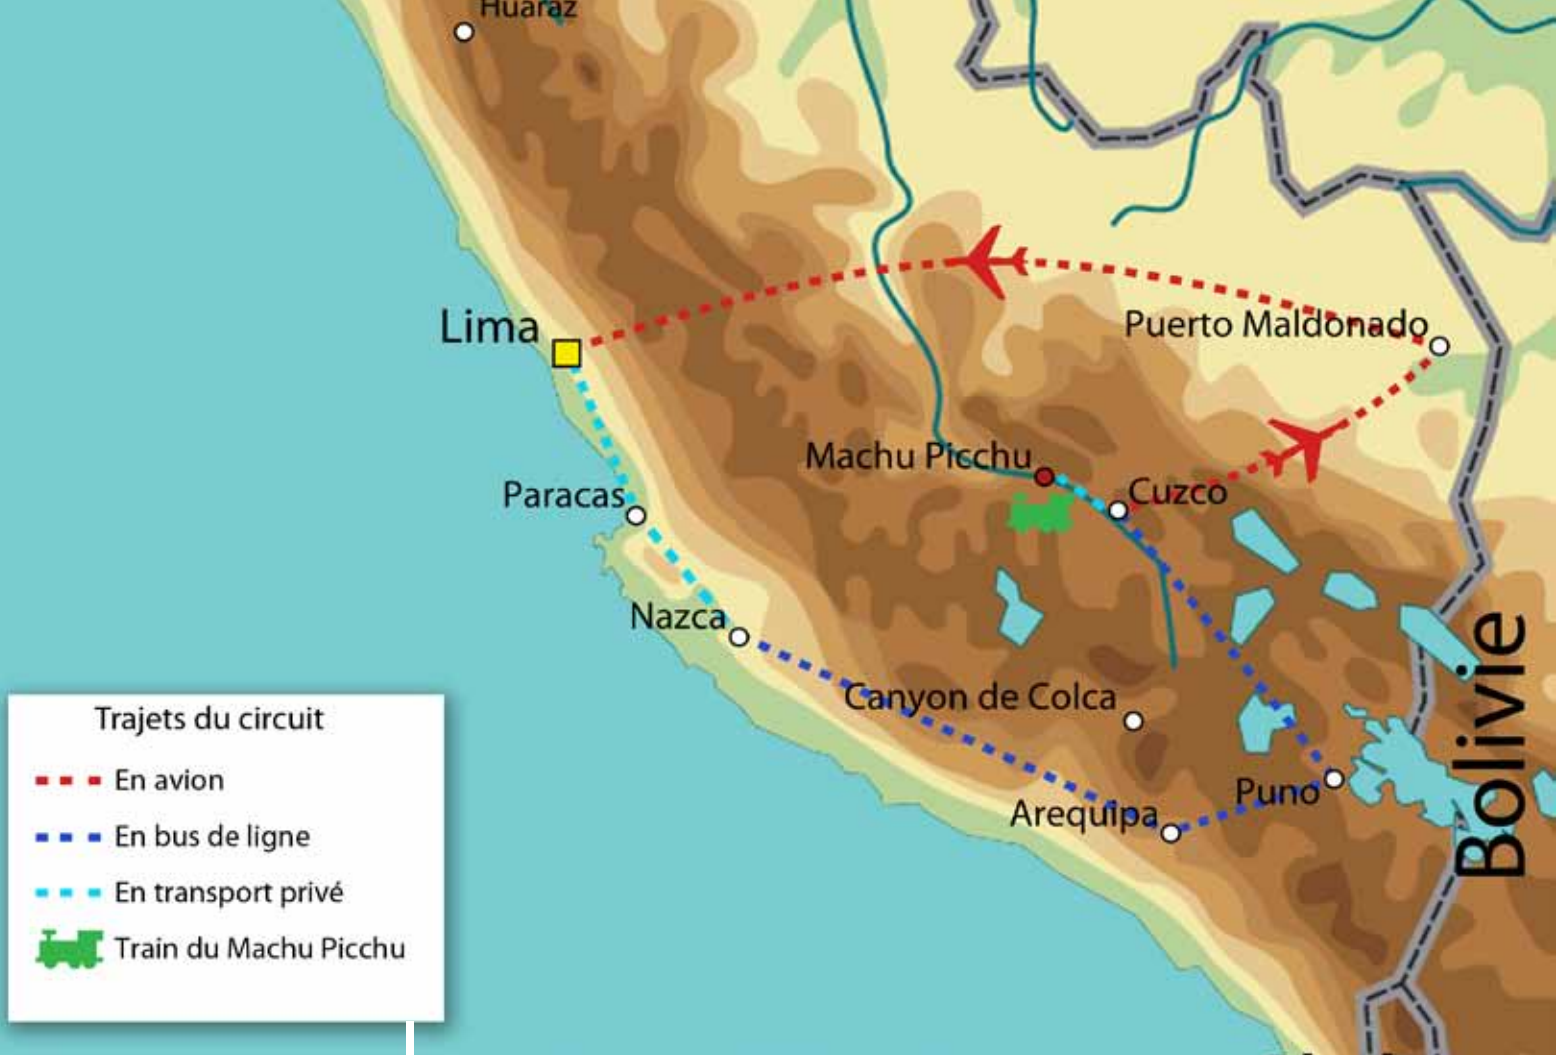 Huaraz
Lima
Puerto Maldonado
Machu Picchu
Cuzco
Paracas
Nazca
Canyon de Colca
Puno
Arequipa
Bolivie
Trajets du circuit
En avion
En bus de ligne
En transport privé
Train du Machu Picchu